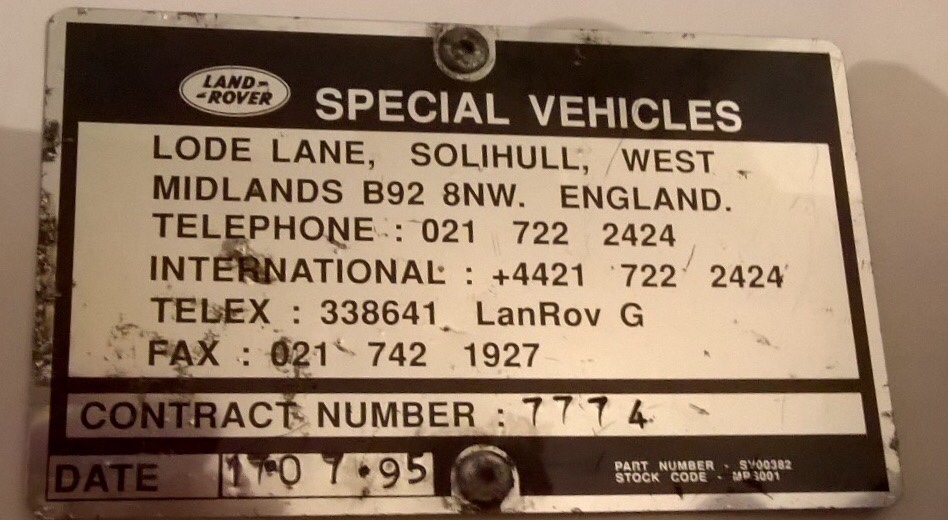 LAND-
-ROVER
SPECIAL VEHICLES
LODE LANE, SOLIHULL, WEST
MIDLANDS B92 8NW. ENGLAND.
TELEPHONE : 021 722 2424
INTERNATIONAL : +4421 722 2424
TELEX : 338641 LanRov G
FAX : 021 742 1927
CONTRACT NUMBER : 7774
DATE 17·07·95
PART NUMBER - SV00382
STOCK CODE -